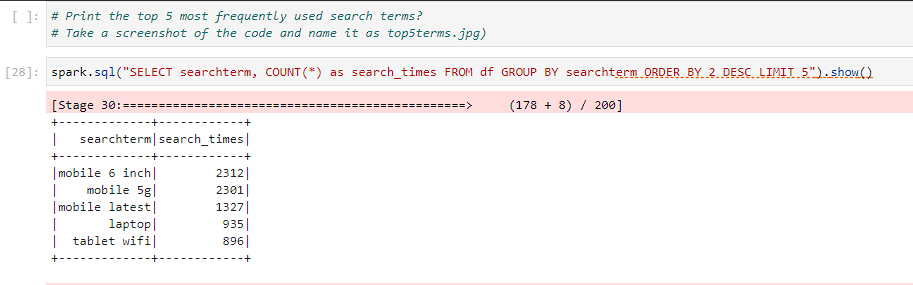 [ ]: # Print the top 5 most frequently used search terms?
# Take a screenshot of the code and name it as top5terms.jpg)
[28]: spark.sql("SELECT searchterm, COUNT(*) as search_times FROM df GROUP BY searchterm ORDER BY 2 DESC LIMIT 5").show()
[Stage 30:=================================================>     (178 + 8) / 200]
+-------------+------------+
|   searchterm|search_times|
+-------------+------------+
|mobile 6 inch|        2312|
|    mobile 5g|        2301|
|mobile latest|        1327|
|       laptop|         935|
|  tablet wifi|         896|
+-------------+------------+